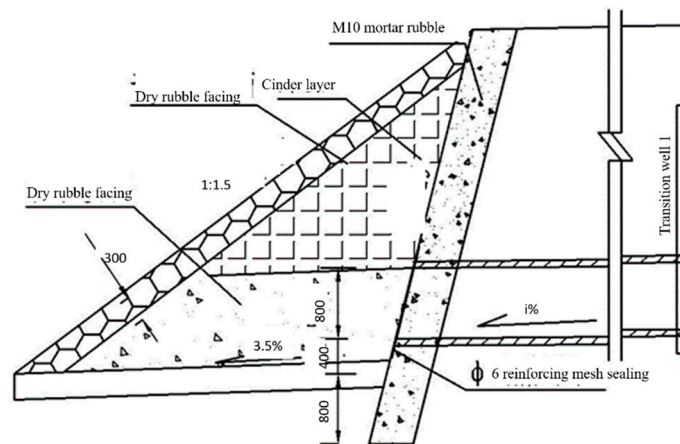 M10 mortar rubble
Cinder layer
Dry rubble facing
1:1.5
Dry rubble facing
300
Transition well 1
800
i%
3.5%
400
ϕ 6 reinforcing mesh sealing
800